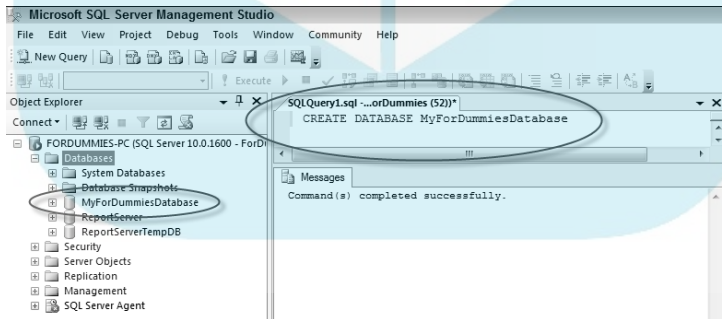 Microsoft SQL Server Management Studio
File Edit View Project Debug Tools Window Community Help
New Query
Execute
Object Explorer
SQLQuery1.sql -...orDummies (52))*
Connect
CREATE DATABASE MyForDummiesDatabase
FORDUMMIES-PC (SQL Server 10.0.1600 - ForD
Databases
System Databases
Database Snapshots
MyForDummiesDatabase
ReportServer
ReportServerTempDB
Security
Server Objects
Replication
Management
SQL Server Agent
Messages
Command(s) completed successfully.